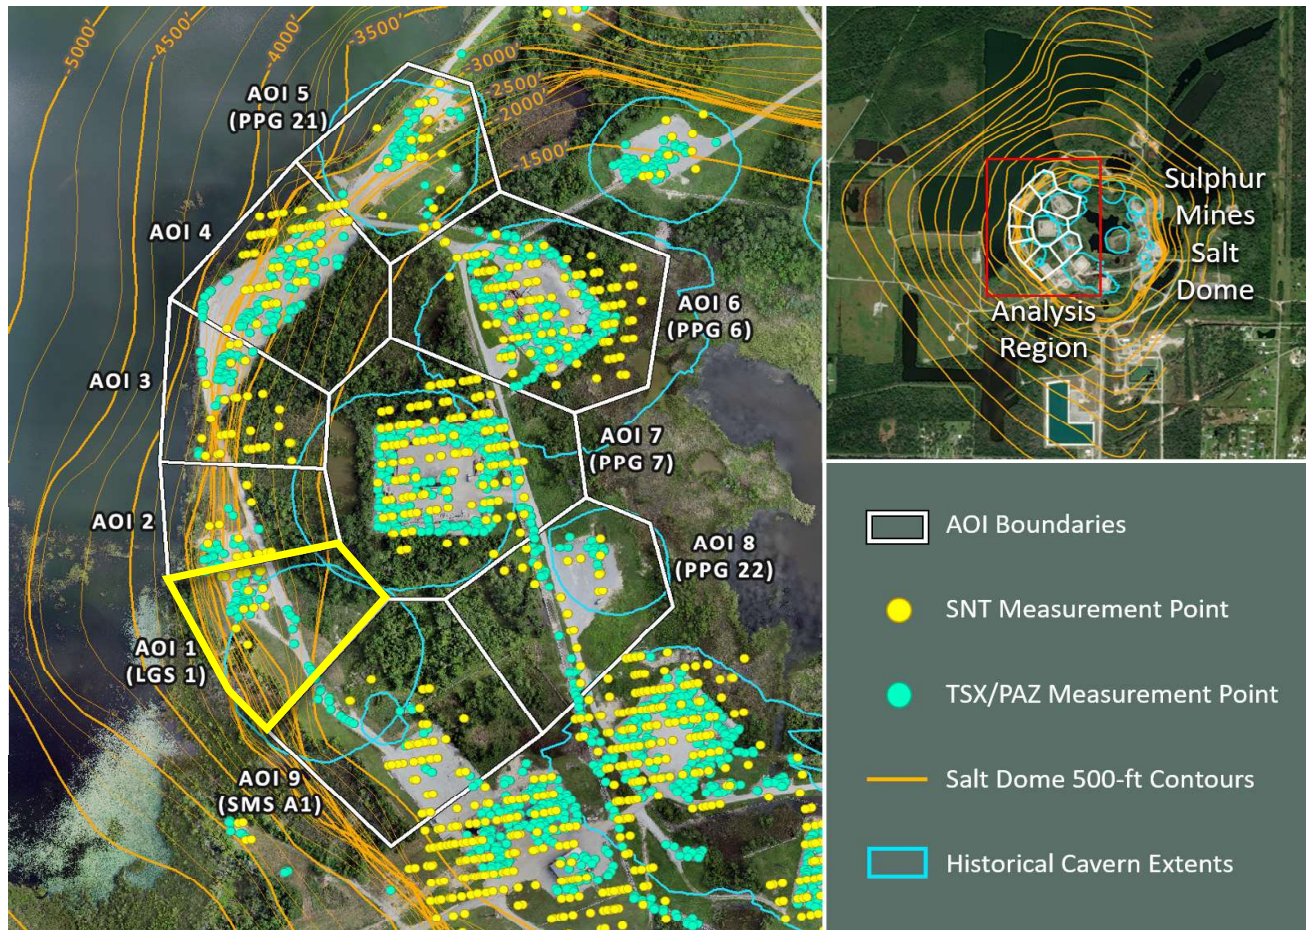 -5000'
-4500'
-4000'
-3500'
-3000'
-2500'
-2000'
-1500'
AOI 5
(PPG 21)
AOI 4
AOI 6
(PPG 6)
AOI 3
AOI 7
(PPG 7)
AOI 2
AOI 8
(PPG 22)
AOI 1
(LGS 1)
AOI 9
(SMS A1)
Sulphur
Mines
Salt
Dome
Analysis
Region
AOI Boundaries
SNT Measurement Point
TSX/PAZ Measurement Point
Salt Dome 500-ft Contours
Historical Cavern Extents